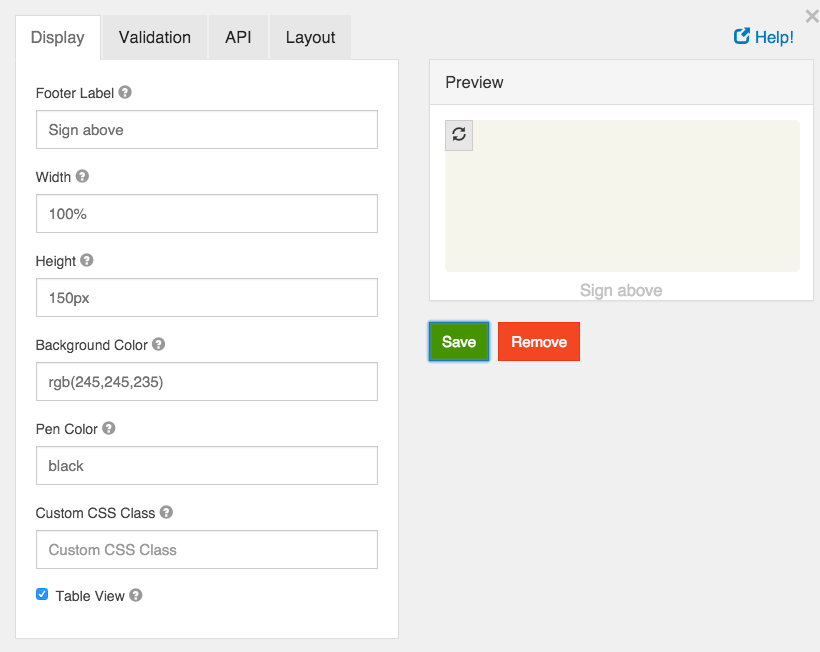 Display Validation API Layout
Help!
Footer Label
Sign above
Width
100%
Height
150px
Background Color
rgb(245,245,235)
Pen Color
black
Custom CSS Class
Custom CSS Class
Table View
Preview
Sign above
Save Remove